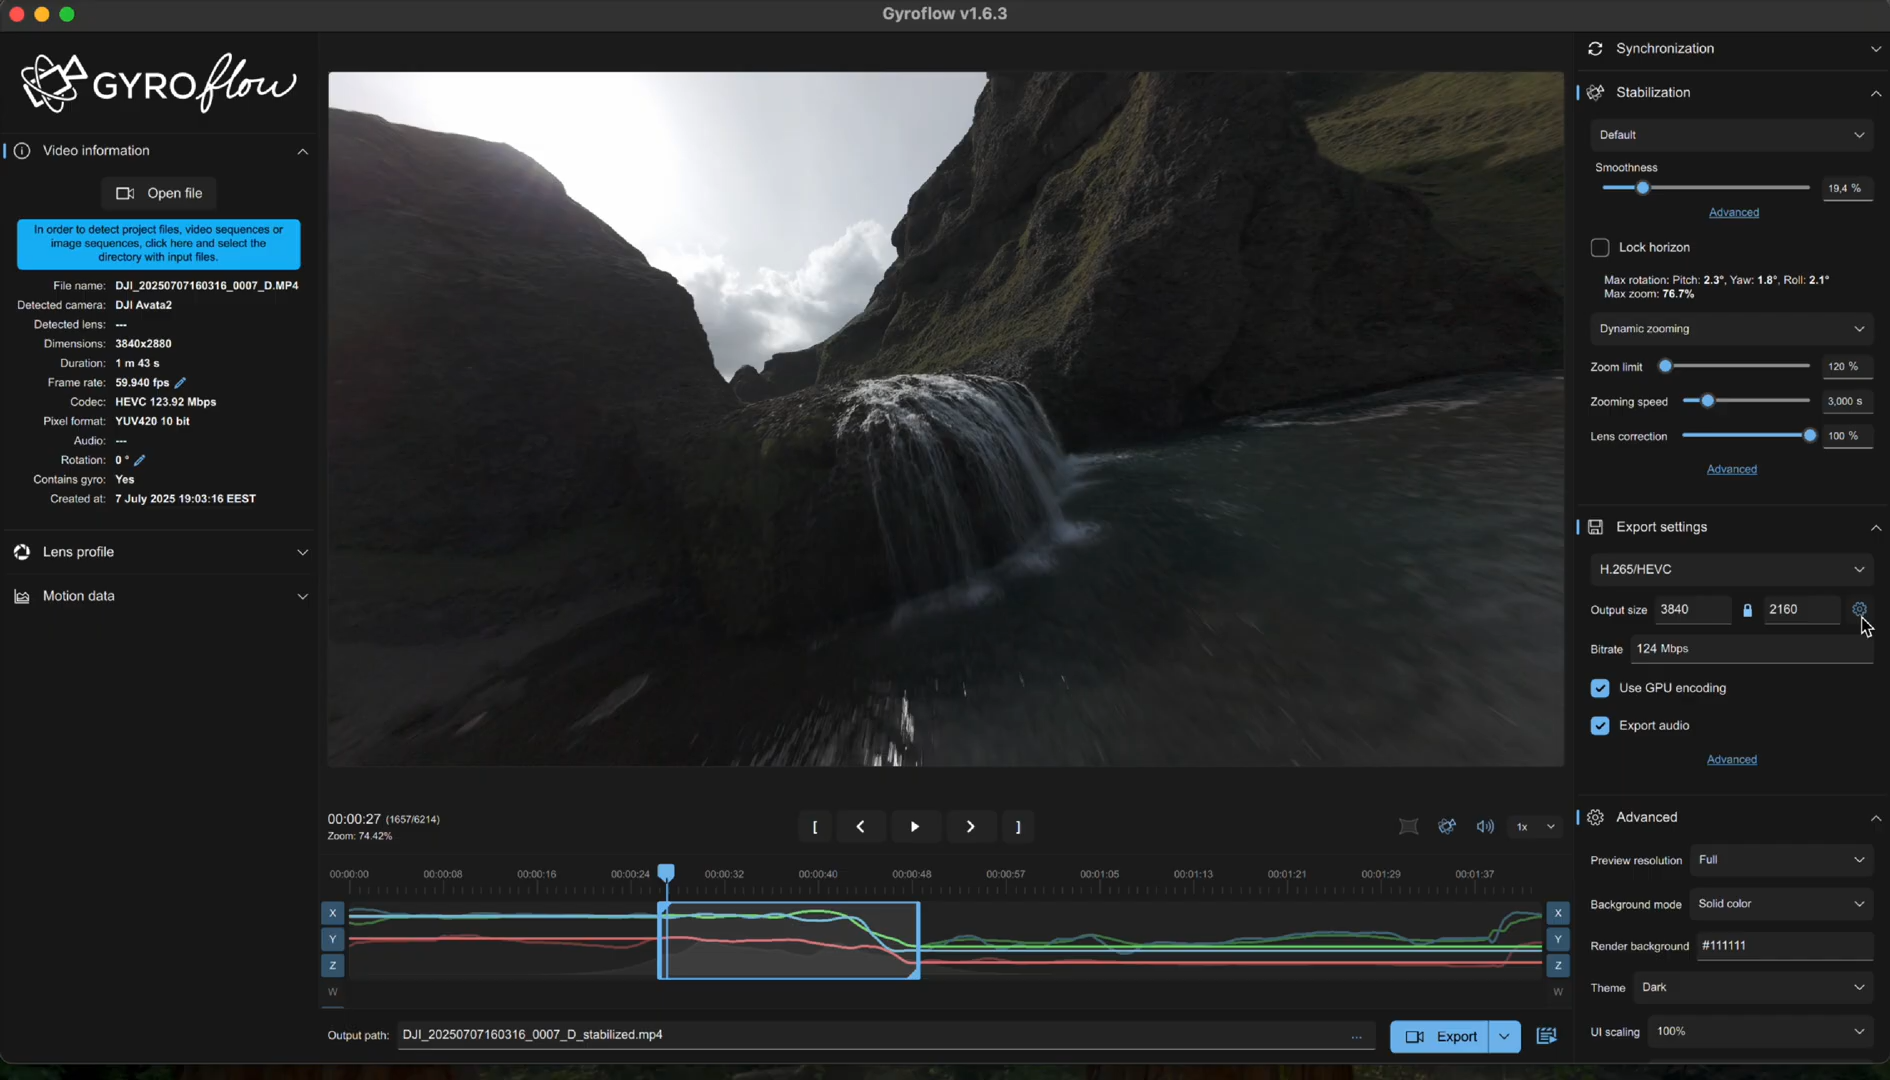 Gyroflow v1.6.3
GYROflow
Video information
Open file
In order to detect project files, video sequences or
image sequences, click here and select the
directory with input files.
File name: DJI_20250707160316_0007_D.MP4
Detected camera: DJI Avata2
Detected lens: ---
Dimensions: 3840x2880
Duration: 1 m 43 s
Frame rate: 59.940 fps
Codec: HEVC 123.92 Mbps
Pixel format: YUV420 10 bit
Audio: ---
Rotation: 0 °
Contains gyro: Yes
Created at: 7 July 2025 19:03:16 EEST
Lens profile
Motion data
00:00:27 (1657/6214)
Zoom: 74.42%
[ ]
1x
00:00:00 00:00:08 00:00:16 00:00:24 00:00:32 00:00:40 00:00:48 00:00:57 00:01:05 00:01:13 00:01:21 00:01:29 00:01:37
X X
Y Y
Z Z
W W
Output path: DJI_20250707160316_0007_D_stabilized.mp4 ...
Export
Synchronization
Stabilization
Default
Smoothness
19,4 %
Advanced
Lock horizon
Max rotation: Pitch: 2.3°, Yaw: 1.8°, Roll: 2.1°
Max zoom: 76.7%
Dynamic zooming
Zoom limit 120 %
Zooming speed 3,000 s
Lens correction 100 %
Advanced
Export settings
H.265/HEVC
Output size 3840 2160
Bitrate 124 Mbps
Use GPU encoding
Export audio
Advanced
Advanced
Preview resolution Full
Background mode Solid color
Render background #111111
Theme Dark
UI scaling 100%